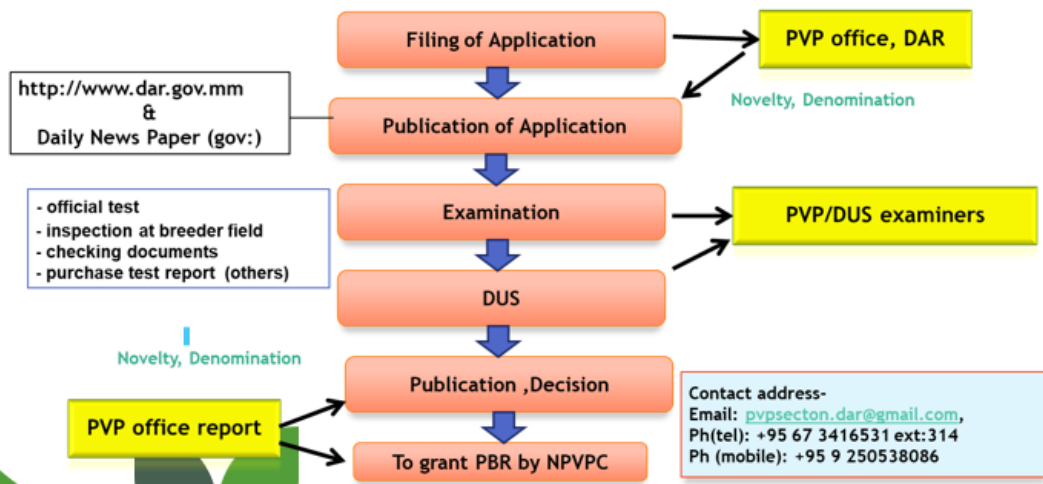 Filing of Application
PVP office, DAR
http://www.dar.gov.mm
&
Daily News Paper (gov:)
Novelty, Denomination
Publication of Application
- official test
- inspection at breeder field
- checking documents
- purchase test report (others)
Examination
PVP/DUS examiners
DUS
Novelty, Denomination
Publication ,Decision
PVP office report
To grant PBR by NPVPC
Contact address-
Email: pvpsecton.dar@gmail.com,
Ph(tel): +95 67 3416531 ext:314
Ph (mobile): +95 9 250538086